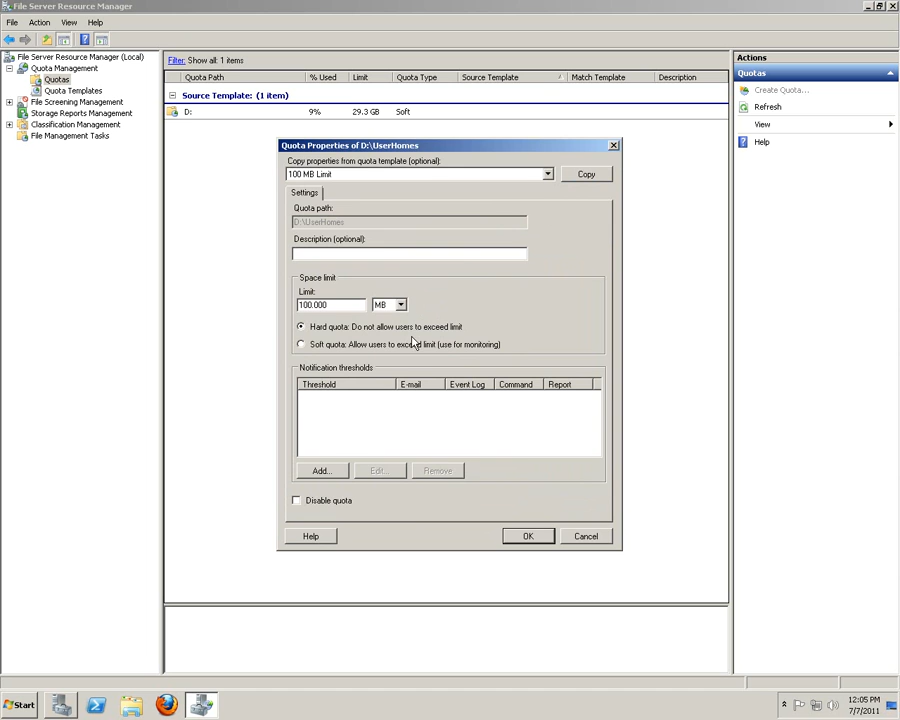 File Server Resource Manager
File Action View Help
File Server Resource Manager (Local)
Quota Management
Quotas
Quota Templates
File Screening Management
Storage Reports Management
Classification Management
File Management Tasks
Filter: Show all: 1 items
Quota Path % Used Limit Quota Type Source Template Match Template Description
Source Template: (1 item)
D: 9% 29.3 GB Soft
Quota Properties of D:\UserHomes
Copy properties from quota template (optional):
100 MB Limit Copy
Settings
Quota path:
D:\UserHomes
Description (optional):
Space limit
Limit:
100.000 MB
Hard quota: Do not allow users to exceed limit
Soft quota: Allow users to exceed limit (use for monitoring)
Notification thresholds
Threshold E-mail Event Log Command Report
Add... Edit... Remove
Disable quota
Help OK Cancel
Actions
Quotas
Create Quota...
Refresh
View
Help
Start
12:05 PM
7/7/2011